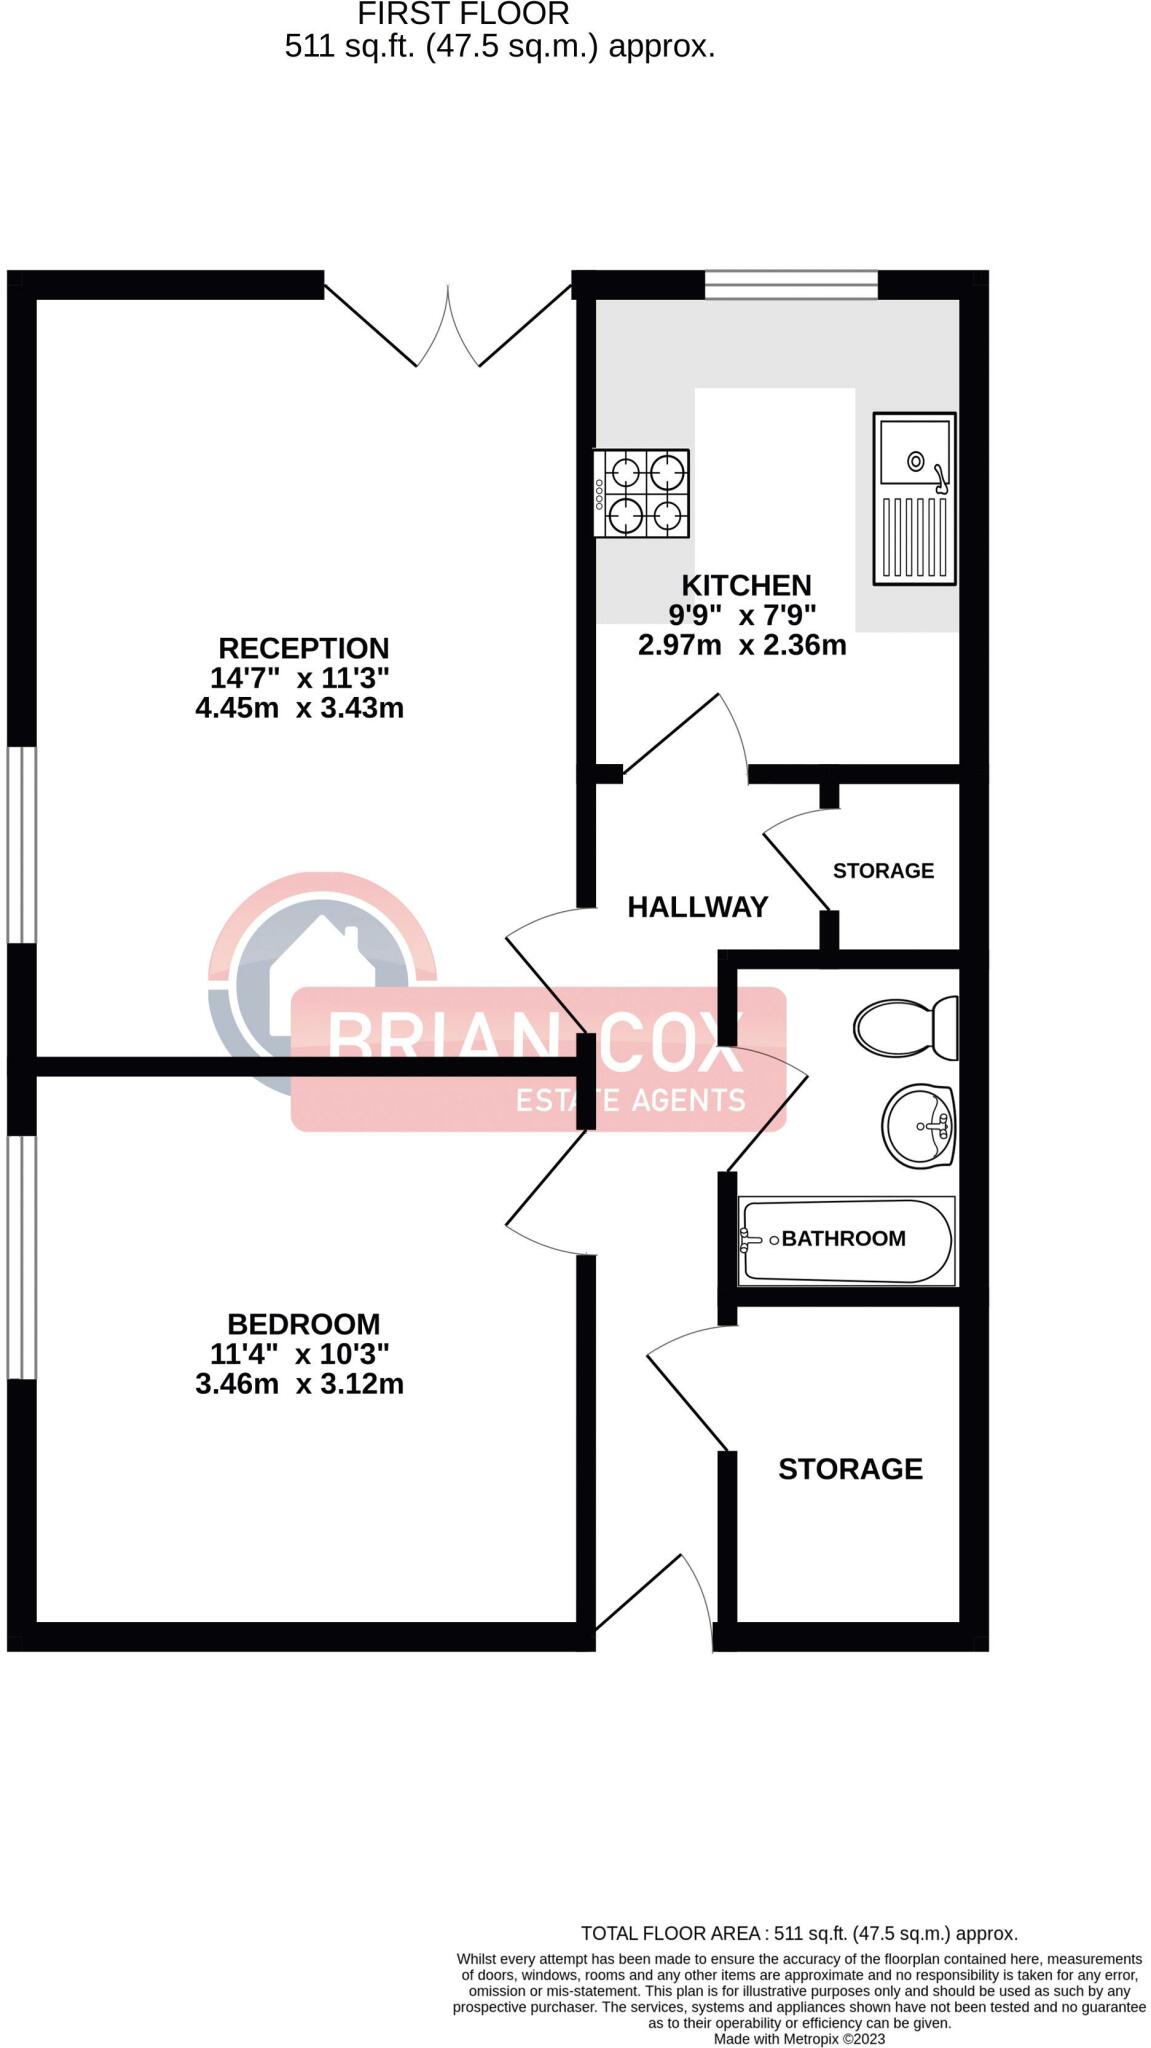 FIRST FLOOR
511 sq.ft. (47.5 sq.m.) approx.
KITCHEN
9'9"  x 7'9"
2.97m  x 2.36m
RECEPTION
14'7"  x 11'3"
4.45m  x 3.43m
STORAGE
HALLWAY
BRIAN COX
ESTATE AGENTS
BATHROOM
BEDROOM
11'4"  x 10'3"
3.46m  x 3.12m
STORAGE
TOTAL FLOOR AREA : 511 sq.ft. (47.5 sq.m.) approx.
Whilst every attempt has been made to ensure the accuracy of the floorplan contained here, measurements
of doors, windows, rooms and any other items are approximate and no responsibility is taken for any error,
omission or mis-statement. This plan is for illustrative purposes only and should be used as such by any
prospective purchaser. The services, systems and appliances shown have not been tested and no guarantee
as to their operability or efficiency can be given.
Made with Metropix ©2023